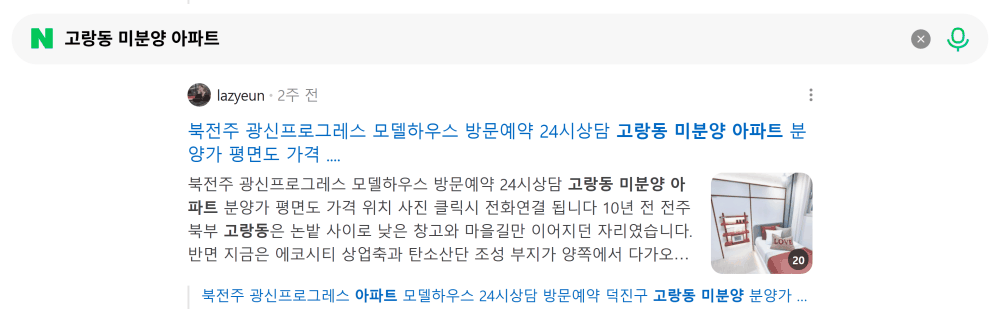 N 고랑동 미분양 아파트
lazyeun · 2주 전
북전주 광신프로그레스 모델하우스 방문예약 24시상담 고랑동 미분양 아파트 분
양가 평면도 가격 ....
북전주 광신프로그레스 모델하우스 방문예약 24시상담 고랑동 미분양 아
파트 분양가 평면도 가격 위치 사진 클릭시 전화연결 됩니다 10년 전 전주
북부 고랑동은 논밭 사이로 낮은 창고와 마을길만 이어지던 자리였습니다.
반면 지금은 에코시티 상업축과 탄소산단 조성 부지가 양쪽에서 다가오...
LOVE
20
북전주 광신프로그레스 아파트 모델하우스 24시상담 방문예약 덕진구 고랑동 미분양 분양가 ...